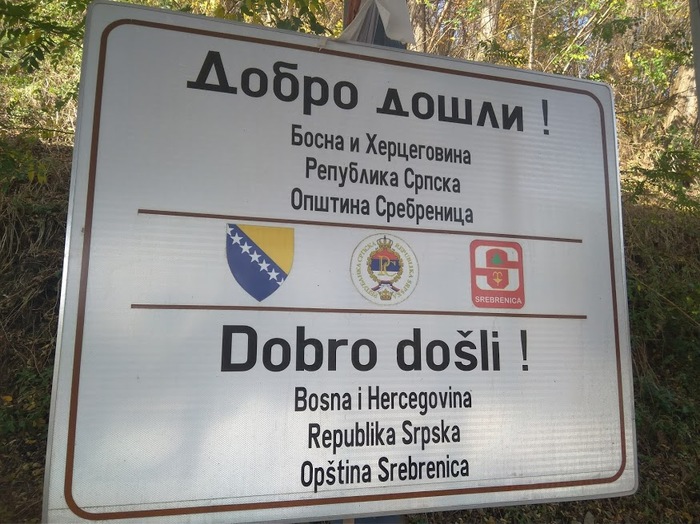 Добро дошли !
Босна и Херцеговина
Република Српска
Општина Сребреница
SREBRENICA
Dobro došli !
Bosna i Hercegovina
Republika Srpska
Opština Srebrenica